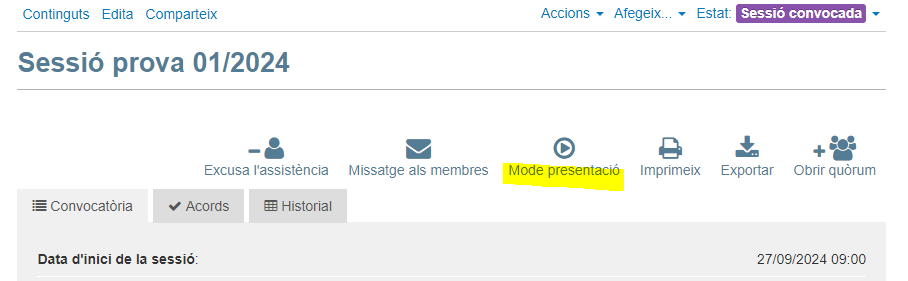 Continguts Edita Comparteix Accions Afegeix... Estat: Sessió convocada
Sessió prova 01/2024
Excusa l'assistència Missatge als membres Mode presentació Imprimeix Exportar Obrir quòrum
Convocatòria Acords Historial
Data d'inici de la sessió: 27/09/2024 09:00